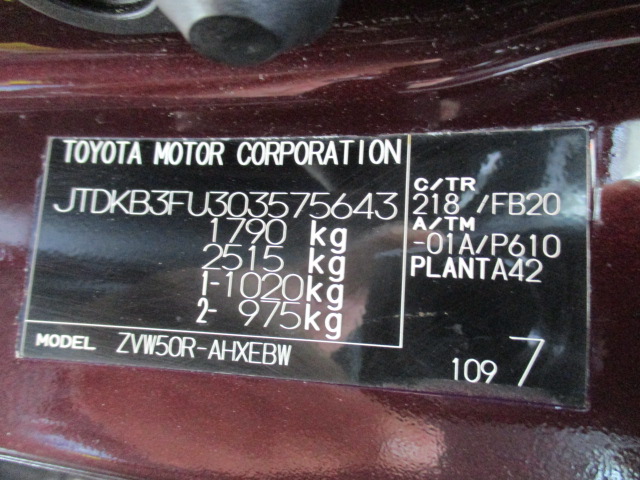 TOYOTA MOTOR CORPORATION
JTDKB3FU303575643
1790 kg
2515 kg
1-1020kg
2- 975kg
MODEL ZVW50R-AHXEBW
C/TR
218 /FB20
A/TM
-01A/P610
PLANTA42
109 7